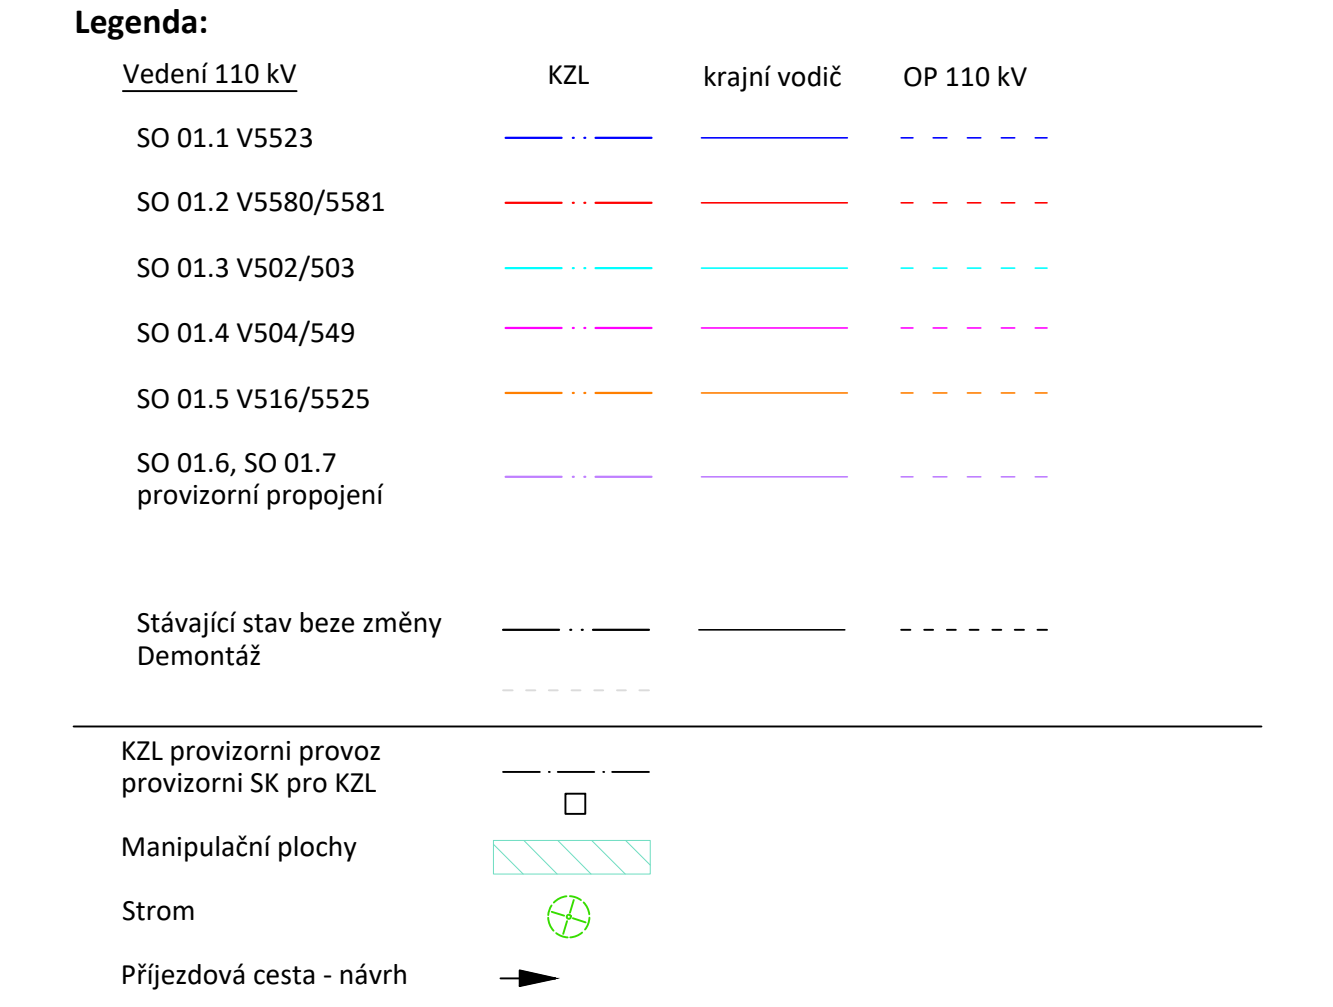 Legenda:
Vedení 110 kV KZL krajní vodič OP 110 kV
SO 01.1 V5523
SO 01.2 V5580/5581
SO 01.3 V502/503
SO 01.4 V504/549
SO 01.5 V516/5525
SO 01.6, SO 01.7
provizorní propojení
Stávající stav beze změny
Demontáž
KZL provizorni provoz
provizorni SK pro KZL
Manipulační plochy
Strom
Příjezdová cesta - návrh